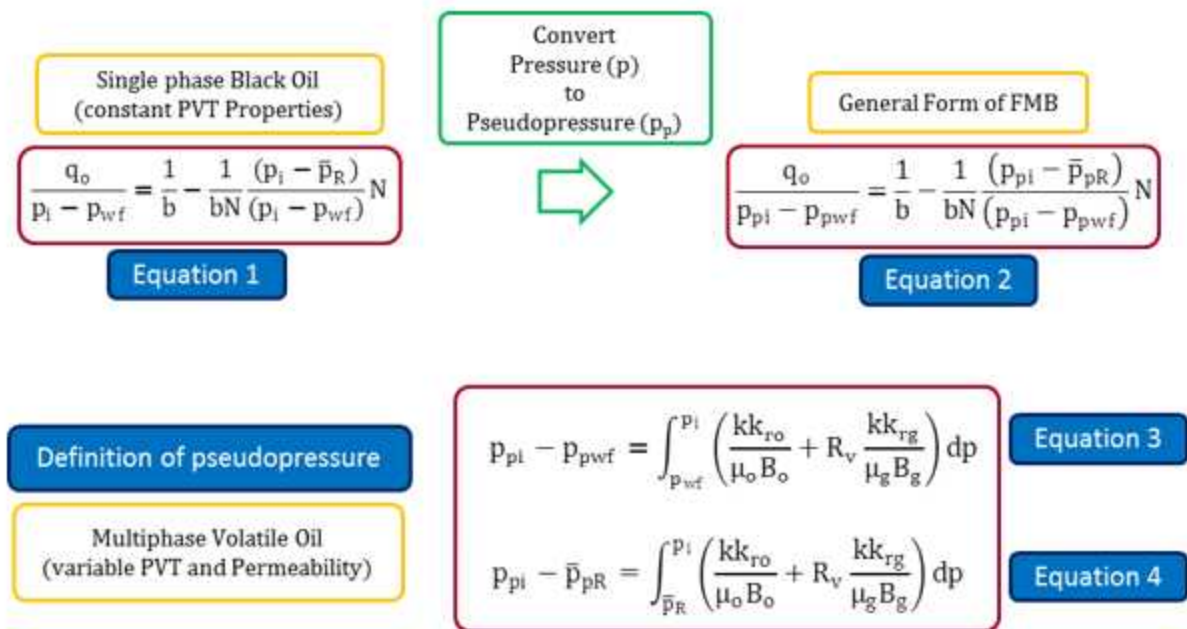 Single phase Black Oil
(constant PVT Properties)
Convert
Pressure (p)
to
Pseudopressure (pₚ)
General Form of FMB
q_o / (p_i − p_wf) = 1/b − (1/bN) ((p_i − p̄_R) / (p_i − p_wf)) N
q_o / (p_pi − p_pwf) = 1/b − (1/bN) ((p_pi − p̄_pR) / (p_pi − p_pwf)) N
Equation 1
Equation 2
Definition of pseudopressure
Multiphase Volatile Oil
(variable PVT and Permeability)
p_pi − p_pwf = ∫_{p_wf}^{p_i} (kk_ro / (μ_o B_o) + R_v kk_rg / (μ_g B_g)) dp
Equation 3
p_pi − p̄_pR = ∫_{p̄_R}^{p_i} (kk_ro / (μ_o B_o) + R_v kk_rg / (μ_g B_g)) dp
Equation 4